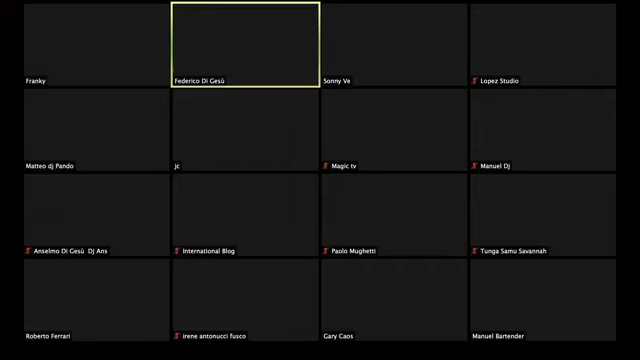 Franky
Federico Di Gesù
Sonny Ve
Lopez Studio
Matteo dj Pando
jc
Magic tv
Manuel Dj
Anselmo Di Gesù DJ Ans
International Blog
Paolo Mughetti
Tunga Samu Savannah
Roberto Ferrari
irene antonucci fusco
Gary Caos
Manuel Bartender